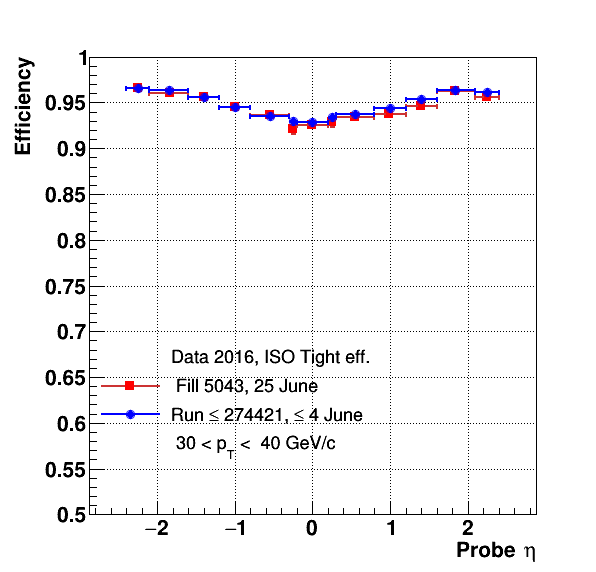 Efficiency
1
0.95
0.9
0.85
0.8
0.75
0.7
0.65
0.6
0.55
0.5
Data 2016, ISO Tight eff.
Fill 5043, 25 June
Run ≤ 274421, ≤ 4 June
30 < p_T < 40 GeV/c
−2 −1 0 1 2
Probe η